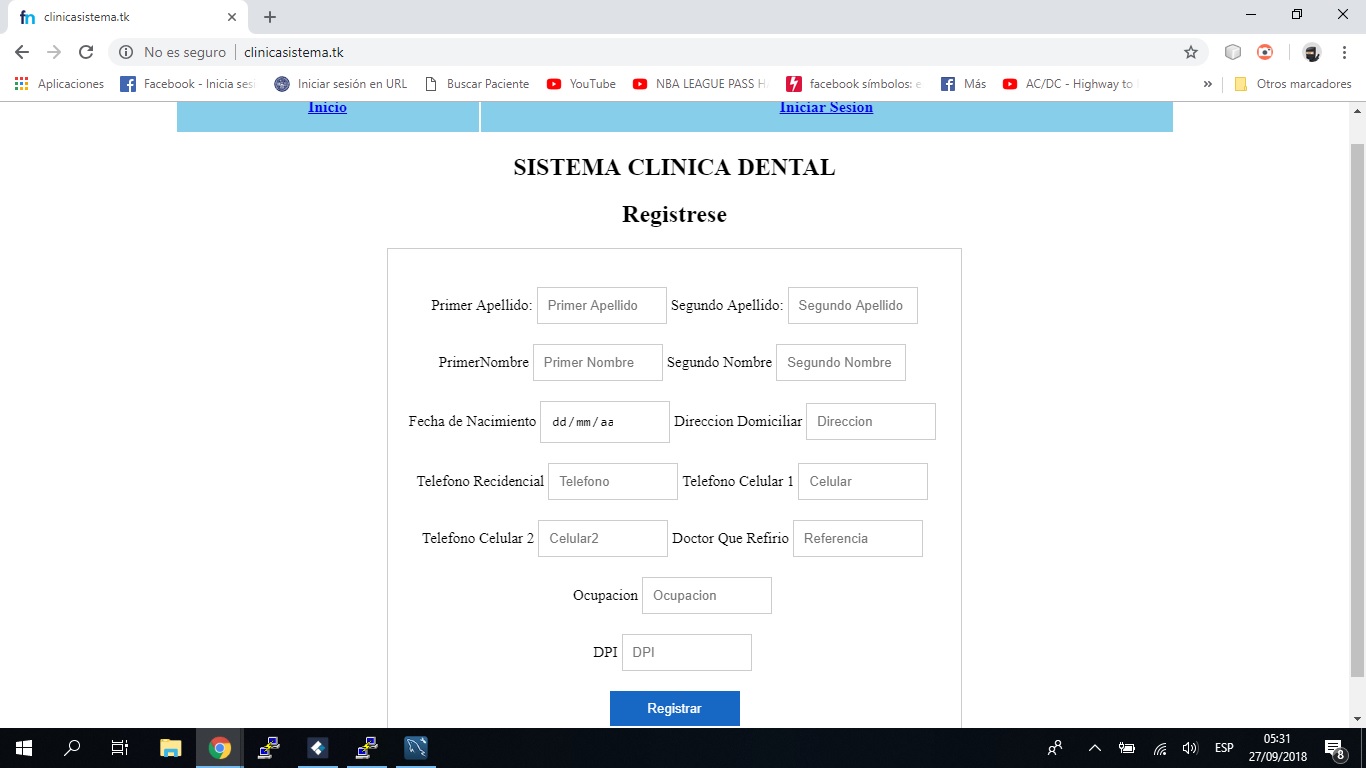 clinicasistema.tk
No es seguro clinicasistema.tk
Aplicaciones Facebook - Inicia Iniciar sesión en URL Buscar Paciente YouTube NBA LEAGUE PASS facebook símbolos: Más AC/DC - Highway to » Otros marcadores
Inicio Iniciar Sesion
SISTEMA CLINICA DENTAL
Registrese
Primer Apellido: Primer Apellido Segundo Apellido: Segundo Apellido
PrimerNombre Primer Nombre Segundo Nombre Segundo Nombre
Fecha de Nacimiento dd/mm/aa Direccion Domiciliar Direccion
Telefono Recidencial Telefono Telefono Celular 1 Celular
Telefono Celular 2 Celular2 Doctor Que Refirio Referencia
Ocupacion Ocupacion
DPI DPI
Registrar
ESP 05:31
27/09/2018 8